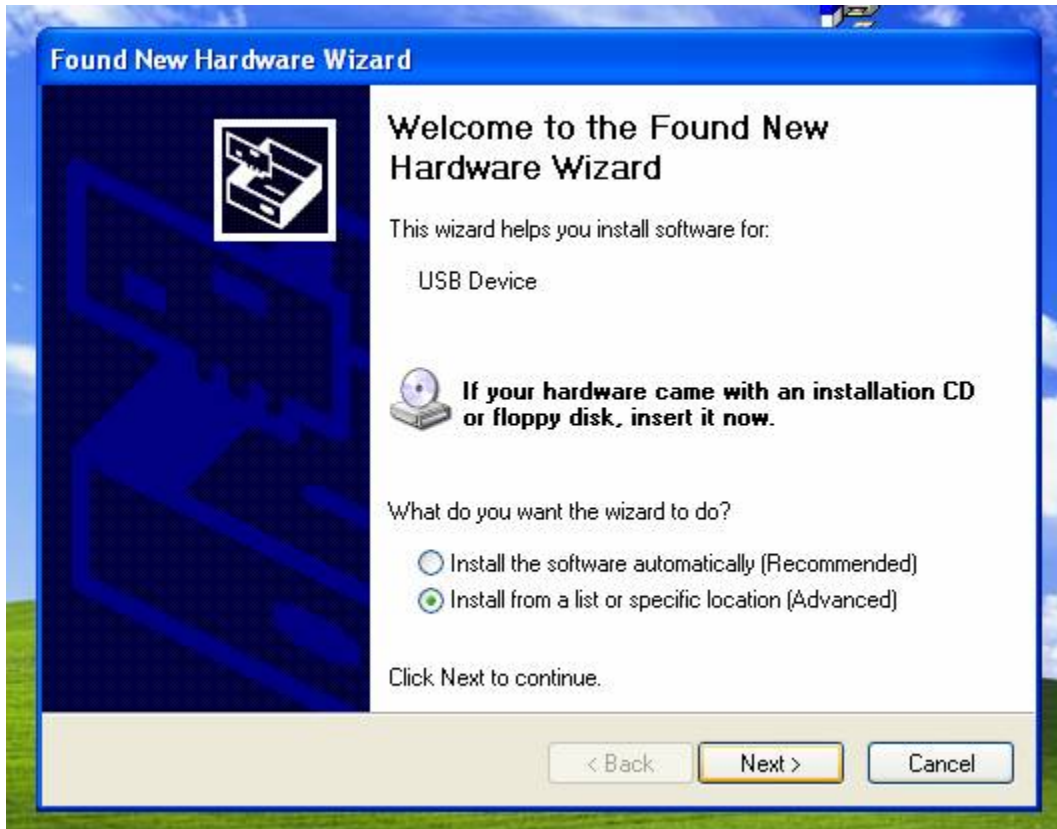 Found New Hardware Wizard
Welcome to the Found New
Hardware Wizard
This wizard helps you install software for:
USB Device
If your hardware came with an installation CD
or floppy disk, insert it now.
What do you want the wizard to do?
Install the software automatically (Recommended)
Install from a list or specific location (Advanced)
Click Next to continue.
< Back Next > Cancel